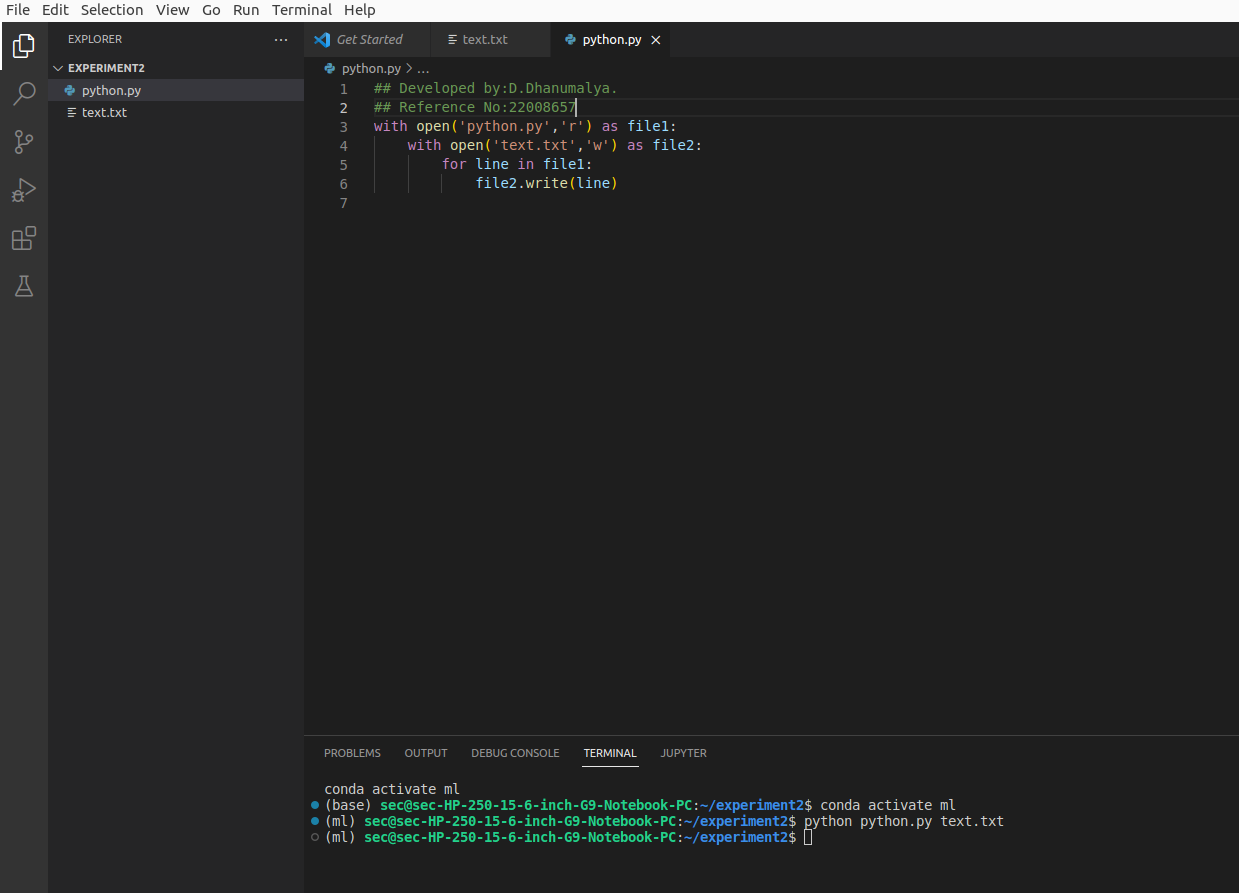 File Edit Selection View Go Run Terminal Help
EXPLORER ...
EXPERIMENT2
python.py
text.txt
Get Started text.txt python.py
python.py > ...
1 ## Developed by:D.Dhanumalya.
2 ## Reference No:22008657
3 with open('python.py','r') as file1:
4     with open('text.txt','w') as file2:
5         for line in file1:
6             file2.write(line)
7
PROBLEMS OUTPUT DEBUG CONSOLE TERMINAL JUPYTER
conda activate ml
(base) sec@sec-HP-250-15-6-inch-G9-Notebook-PC:~/experiment2$ conda activate ml
(ml) sec@sec-HP-250-15-6-inch-G9-Notebook-PC:~/experiment2$ python python.py text.txt
(ml) sec@sec-HP-250-15-6-inch-G9-Notebook-PC:~/experiment2$